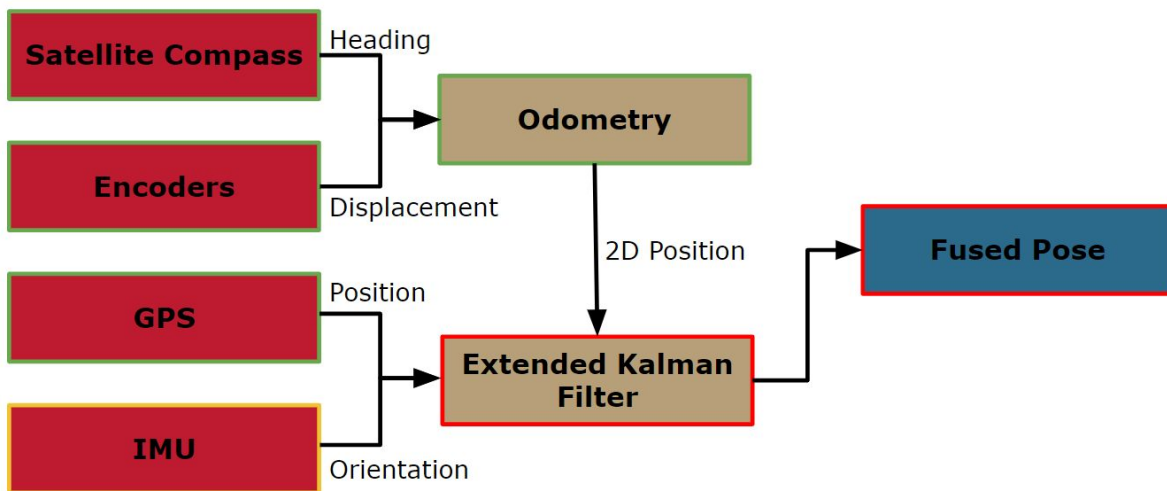 Satellite Compass
Heading
Odometry
Encoders
Displacement
2D Position
Fused Pose
GPS
Position
Extended Kalman
Filter
IMU
Orientation